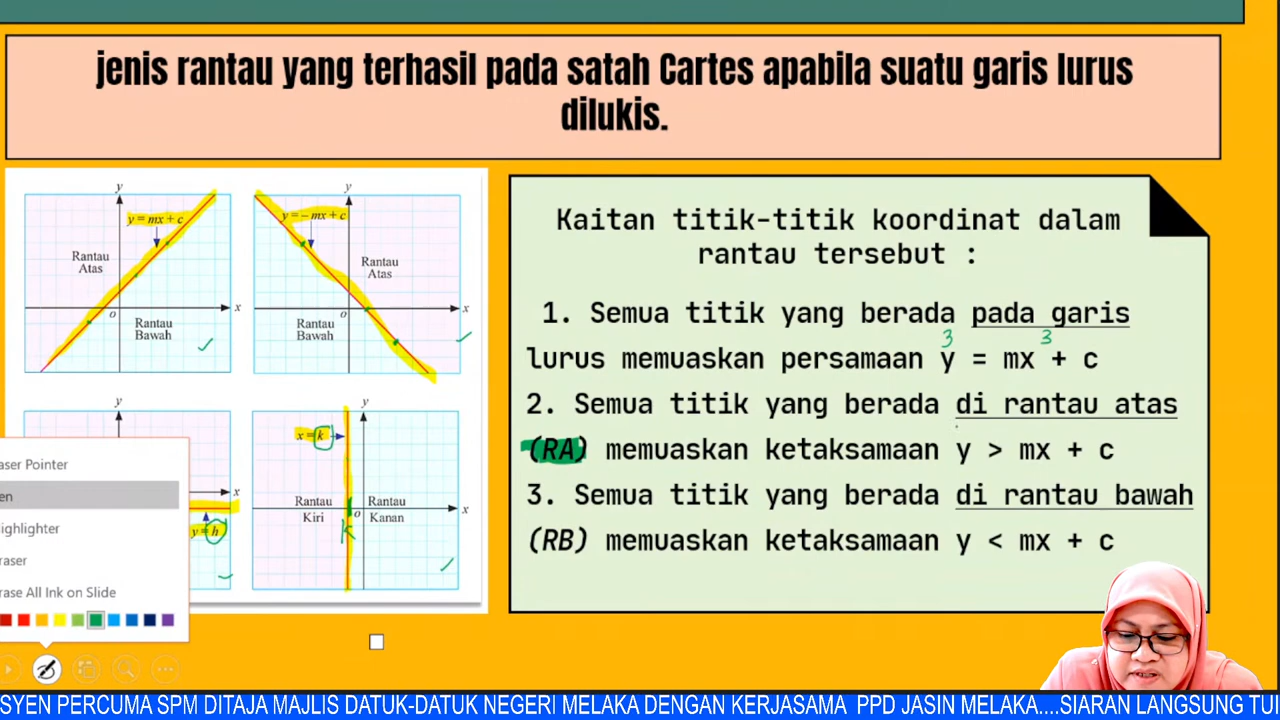 jenis rantau yang terhasil pada satah Cartes apabila suatu garis lurus
dilukis.
y
y = mx + c
Rantau
Atas
x
o
Rantau
Bawah
y
y = – mx + c
Rantau
Atas
x
o
Rantau
Bawah
y
x
y = h
y
x = k
Rantau
Kiri
o
Rantau
Kanan
x
k
Kaitan titik-titik koordinat dalam
rantau tersebut :
1. Semua titik yang berada pada garis
3 3
lurus memuaskan persamaan y = mx + c
2. Semua titik yang berada di rantau atas
(RA) memuaskan ketaksamaan y > mx + c
3. Semua titik yang berada di rantau bawah
(RB) memuaskan ketaksamaan y < mx + c
aser Pointer
en
ighlighter
raser
rase All Ink on Slide
SYEN PERCUMA SPM DITAJA MAJLIS DATUK-DATUK NEGERI MELAKA DENGAN KERJASAMA PPD JASIN MELAKA....SIARAN LANGSUNG TUI